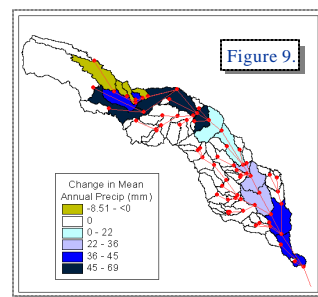 Figure 9.
Change in Mean
Annual Precip (mm)
-8.51 - <0
0
0 - 22
22 - 36
36 - 45
45 - 69